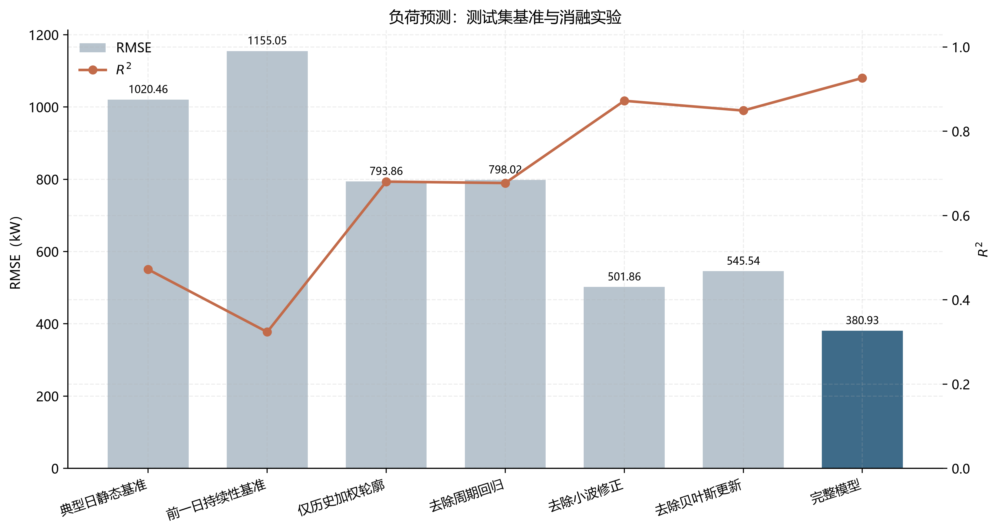 负荷预测：测试集基准与消融实验
RMSE
R²
RMSE（kW）
1200
1000
800
600
400
200
0
1020.46
1155.05
793.86
798.02
501.86
545.54
380.93
1.0
0.8
0.6
0.4
0.2
0.0
R²
典型日静态基准
前一日持续性基准
仅历史加权轮廓
去除周期回归
去除小波修正
去除贝叶斯更新
完整模型